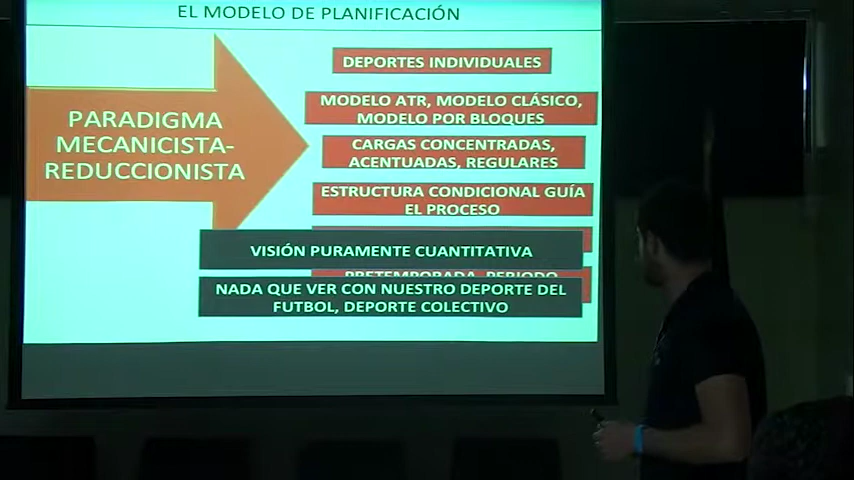 EL MODELO DE PLANIFICACIÓN
DEPORTES INDIVIDUALES
MODELO ATR, MODELO CLÁSICO,
MODELO POR BLOQUES
PARADIGMA
MECANICISTA-
REDUCCIONISTA
CARGAS CONCENTRADAS,
ACENTUADAS, REGULARES
ESTRUCTURA CONDICIONAL GUÍA
EL PROCESO
VISIÓN PURAMENTE CUANTITATIVA
PRETEMPORADA, PERIODO
NADA QUE VER CON NUESTRO DEPORTE DEL
FUTBOL, DEPORTE COLECTIVO